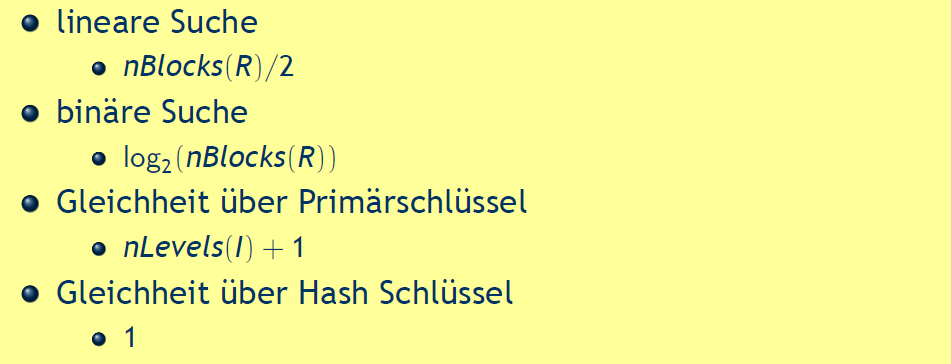 lineare Suche
nBlocks(R)/2
binäre Suche
log₂(nBlocks(R))
Gleichheit über Primärschlüssel
nLevels(I) + 1
Gleichheit über Hash Schlüssel
1